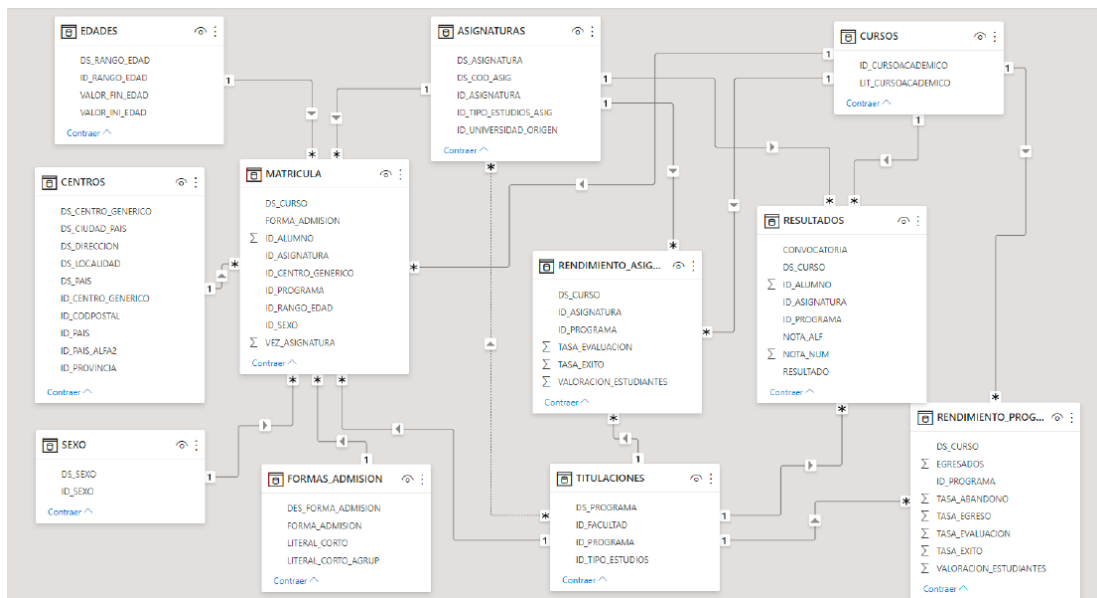 EDADES
DS_RANGO_EDAD
ID_RANGO_EDAD
VALOR_FIN_EDAD
VALOR_INI_EDAD
Contraer
ASIGNATURAS
DS_ASIGNATURA
DS_COD_ASIG
ID_ASIGNATURA
ID_TIPO_ESTUDIOS_ASIG
ID_UNIVERSIDAD_ORIGEN
Contraer
CURSOS
ID_CURSOACADEMICO
LIT_CURSOACADEMICO
Contraer
CENTROS
DS_CENTRO_GENERICO
DS_CIUDAD_PAIS
DS_DIRECCION
DS_LOCALIDAD
DS_PAIS
ID_CENTRO_GENERICO
ID_CODPOSTAL
ID_PAIS
ID_PAIS_ALFA2
ID_PROVINCIA
Contraer
MATRICULA
DS_CURSO
FORMA_ADMISION
Σ ID_ALUMNO
ID_ASIGNATURA
ID_CENTRO_GENERICO
ID_PROGRAMA
ID_RANGO_EDAD
ID_SEXO
Σ VEZ_ASIGNATURA
Contraer
RENDIMIENTO_ASIG...
DS_CURSO
ID_ASIGNATURA
ID_PROGRAMA
Σ TASA_EVALUACION
Σ TASA_EXITO
Σ VALORACION_ESTUDIANTES
Contraer
RESULTADOS
CONVOCATORIA
DS_CURSO
Σ ID_ALUMNO
ID_ASIGNATURA
ID_PROGRAMA
NOTA_ALF
Σ NOTA_NUM
RESULTADO
Contraer
SEXO
DS_SEXO
ID_SEXO
Contraer
FORMAS_ADMISION
DES_FORMA_ADMISION
FORMA_ADMISION
LITERAL_CORTO
LITERAL_CORTO_AGRUP
Contraer
TITULACIONES
DS_PROGRAMA
ID_FACULTAD
ID_PROGRAMA
ID_TIPO_ESTUDIOS
Contraer
RENDIMIENTO_PROG...
DS_CURSO
Σ EGRESADOS
ID_PROGRAMA
Σ TASA_ABANDONO
Σ TASA_EGRESO
Σ TASA_EVALUACION
Σ TASA_EXITO
Σ VALORACION_ESTUDIANTES
Contraer